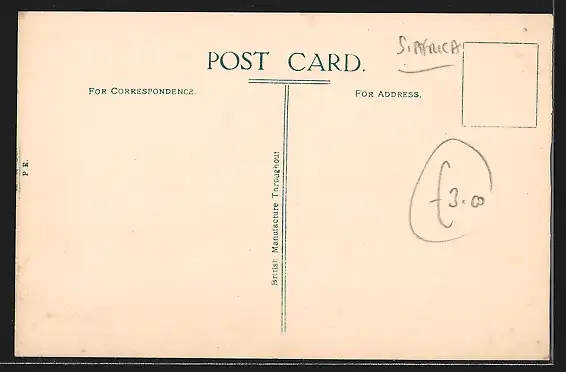 S. AFRICA
POST CARD.
FOR CORRESPONDENCE.
FOR ADDRESS.
British Manufacture Throughout
P E.
£3.00